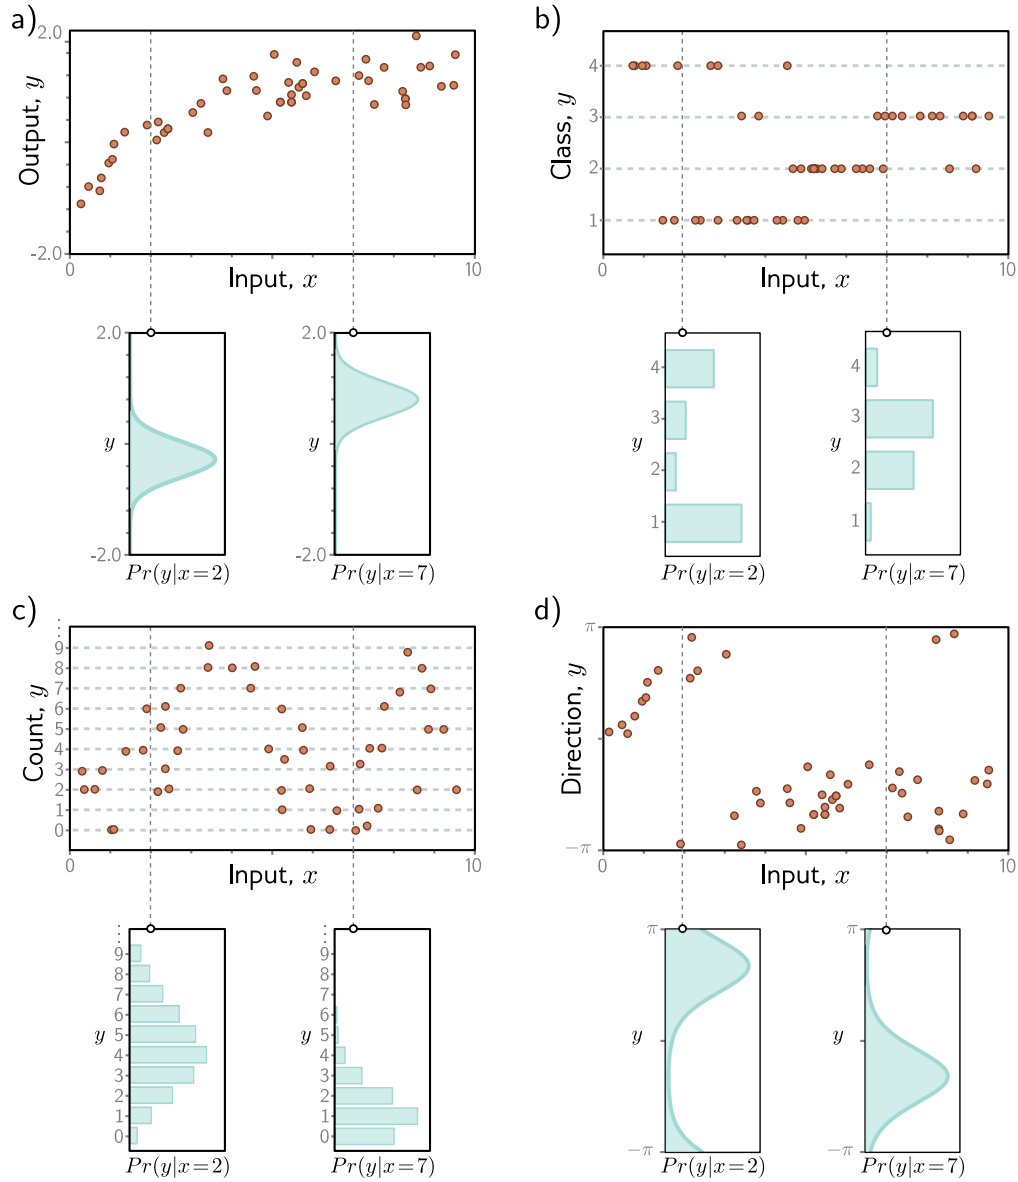 a)
2.0
Output, y
-2.0
0
Input, x
10
2.0
y
-2.0
Pr(y|x=2)
2.0
y
-2.0
Pr(y|x=7)
b)
4
3
2
1
Class, y
0
Input, x
10
4
3
y
2
1
Pr(y|x=2)
4
3
y
2
1
Pr(y|x=7)
c)
:
9
8
7
6
5
4
3
2
1
0
Count, y
0
Input, x
10
:
9
8
7
6
y
5
4
3
2
1
0
Pr(y|x=2)
:
9
8
7
6
y
5
4
3
2
1
0
Pr(y|x=7)
d)
π
Direction, y
−π
0
Input, x
10
π
y
−π
Pr(y|x=2)
π
y
−π
Pr(y|x=7)